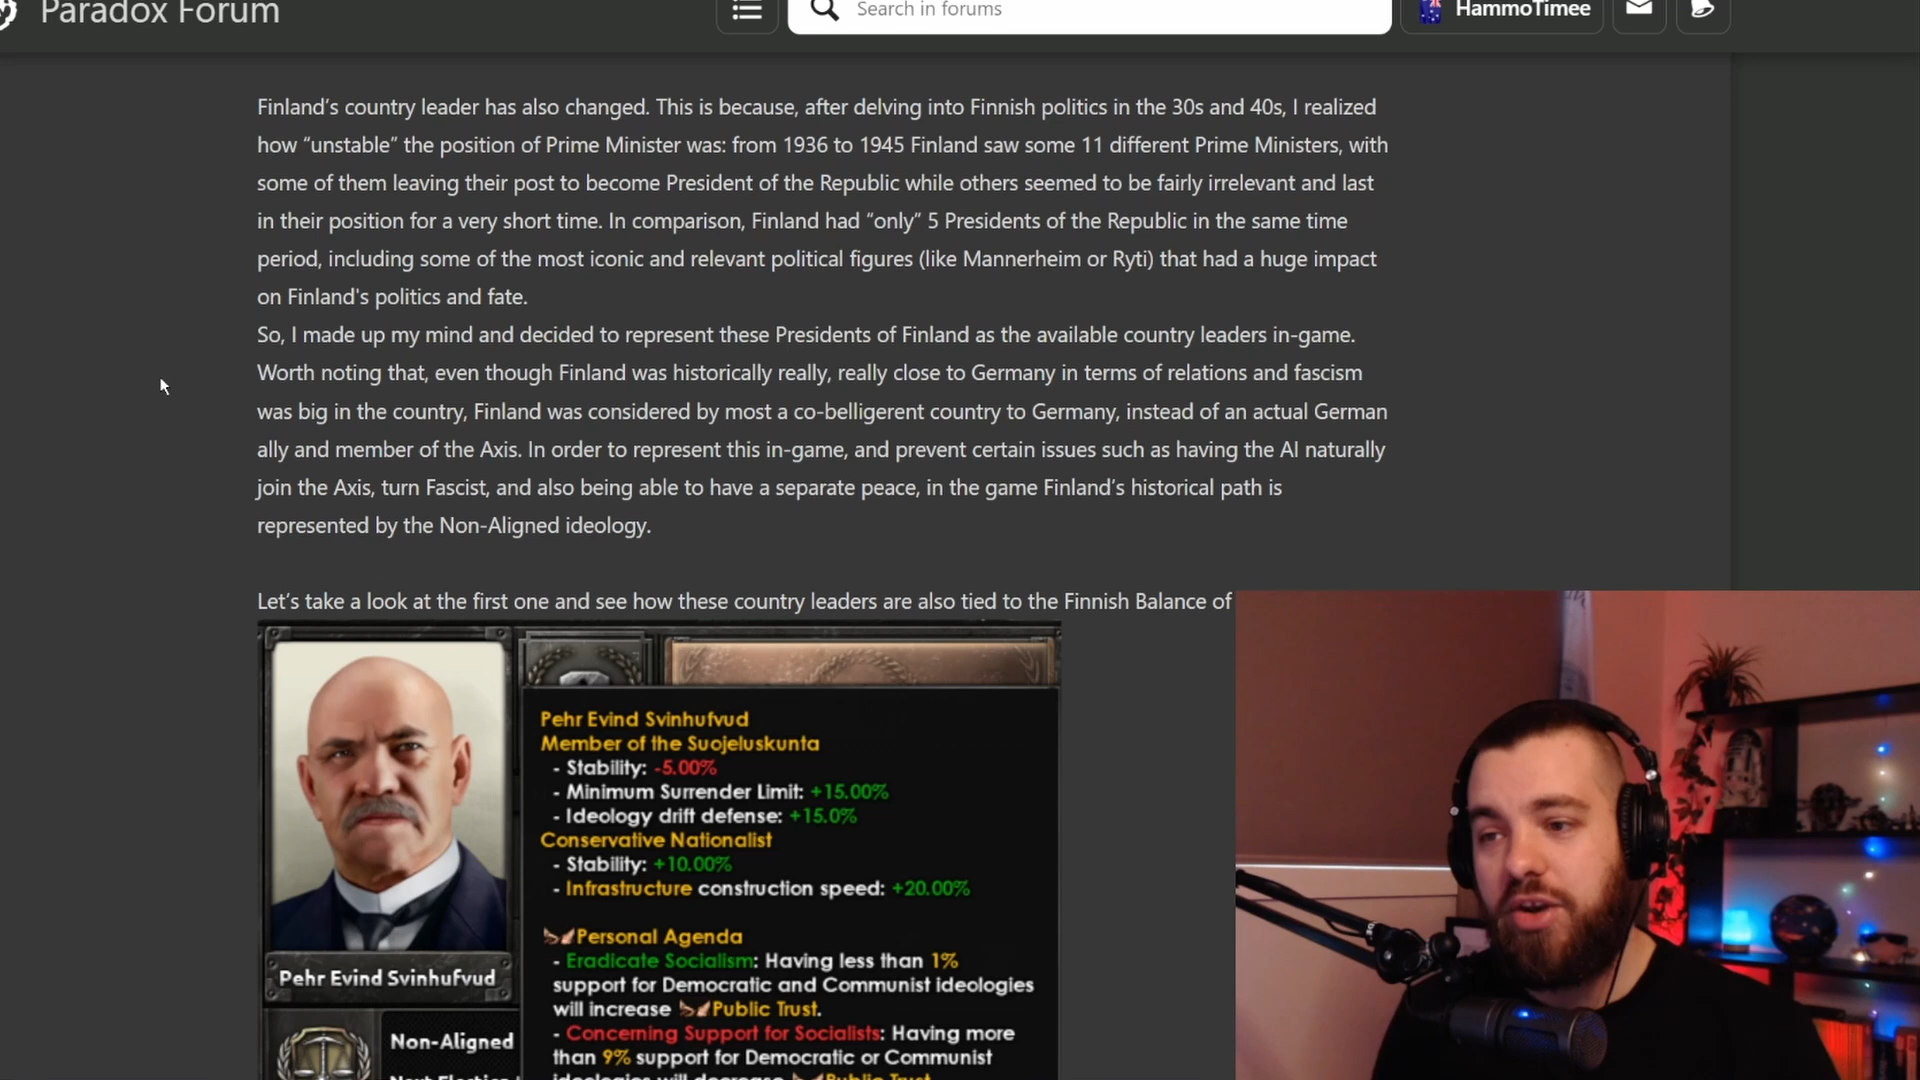 Paradox Forum
Search in forums
HammoTimee
Finland’s country leader has also changed. This is because, after delving into Finnish politics in the 30s and 40s, I realized
how “unstable” the position of Prime Minister was: from 1936 to 1945 Finland saw some 11 different Prime Ministers, with
some of them leaving their post to become President of the Republic while others seemed to be fairly irrelevant and last
in their position for a very short time. In comparison, Finland had “only” 5 Presidents of the Republic in the same time
period, including some of the most iconic and relevant political figures (like Mannerheim or Ryti) that had a huge impact
on Finland's politics and fate.
So, I made up my mind and decided to represent these Presidents of Finland as the available country leaders in-game.
Worth noting that, even though Finland was historically really, really close to Germany in terms of relations and fascism
was big in the country, Finland was considered by most a co-belligerent country to Germany, instead of an actual German
ally and member of the Axis. In order to represent this in-game, and prevent certain issues such as having the AI naturally
join the Axis, turn Fascist, and also being able to have a separate peace, in the game Finland’s historical path is
represented by the Non-Aligned ideology.
Let’s take a look at the first one and see how these country leaders are also tied to the Finnish Balance of
Pehr Evind Svinhufvud
Member of the Suojeluskunta
- Stability: -5.00%
- Minimum Surrender Limit: +15.00%
- Ideology drift defense: +15.0%
Conservative Nationalist
- Stability: +10.00%
- Infrastructure construction speed: +20.00%
Personal Agenda
- Eradicate Socialism: Having less than 1%
support for Democratic and Communist ideologies
will increase Public Trust.
- Concerning Support for Socialists: Having more
than 9% support for Democratic or Communist
ideologies will decrease Public Trust.
Pehr Evind Svinhufvud
Non-Aligned
Next Election